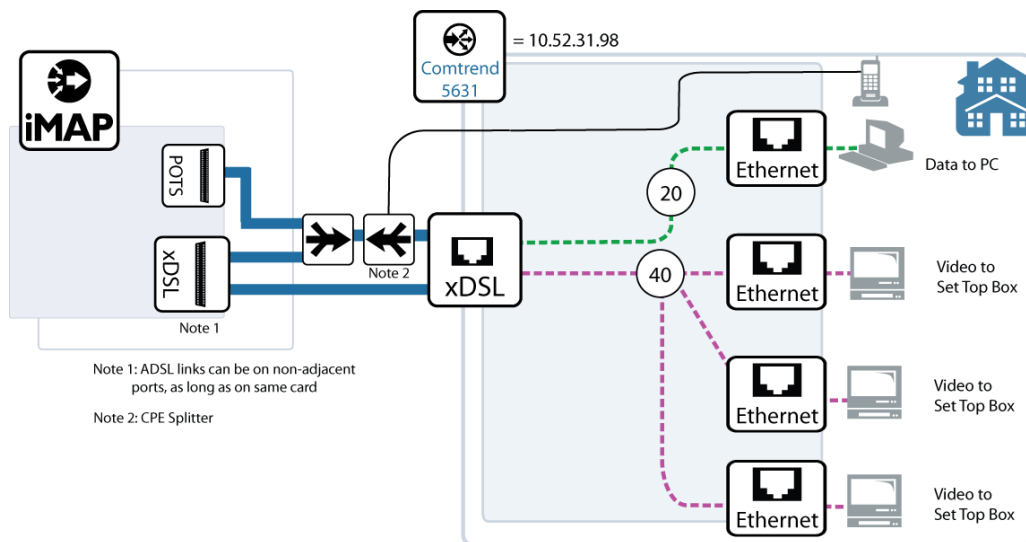 Comtrend
5631
= 10.52.31.98
iMAP
POTS
xDSL
Note 1
Note 2
xDSL
20
40
Ethernet
Data to PC
Ethernet
Video to
Set Top Box
Ethernet
Video to
Set Top Box
Ethernet
Video to
Set Top Box
Note 1: ADSL links can be on non-adjacent
ports, as long as on same card
Note 2: CPE Splitter